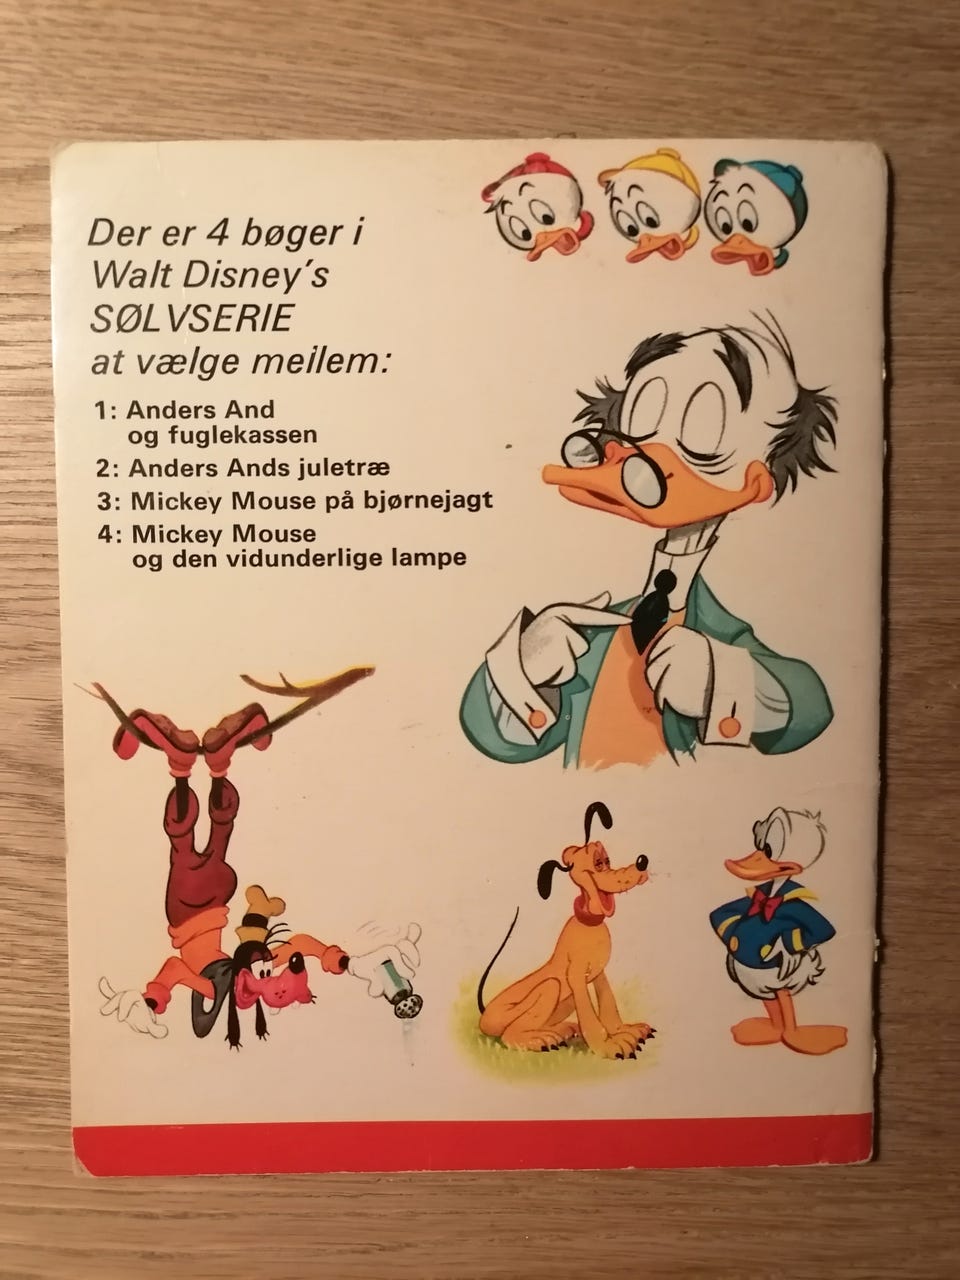 Der er 4 bøger i
Walt Disney's
SØLVSERIE
at vælge mellem:
1: Anders And
og fuglekassen
2: Anders Ands juletræ
3: Mickey Mouse på bjørnejagt
4: Mickey Mouse
og den vidunderlige lampe